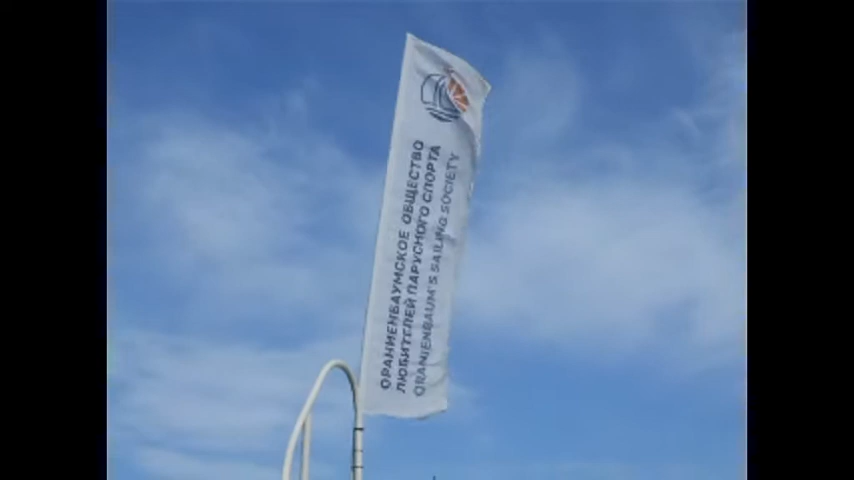 ОРАНИЕНБАУМСКОЕ ОБЩЕСТВО
ЛЮБИТЕЛЕЙ ПАРУСНОГО СПОРТА
ORANIENBAUM'S SAILING SOCIETY